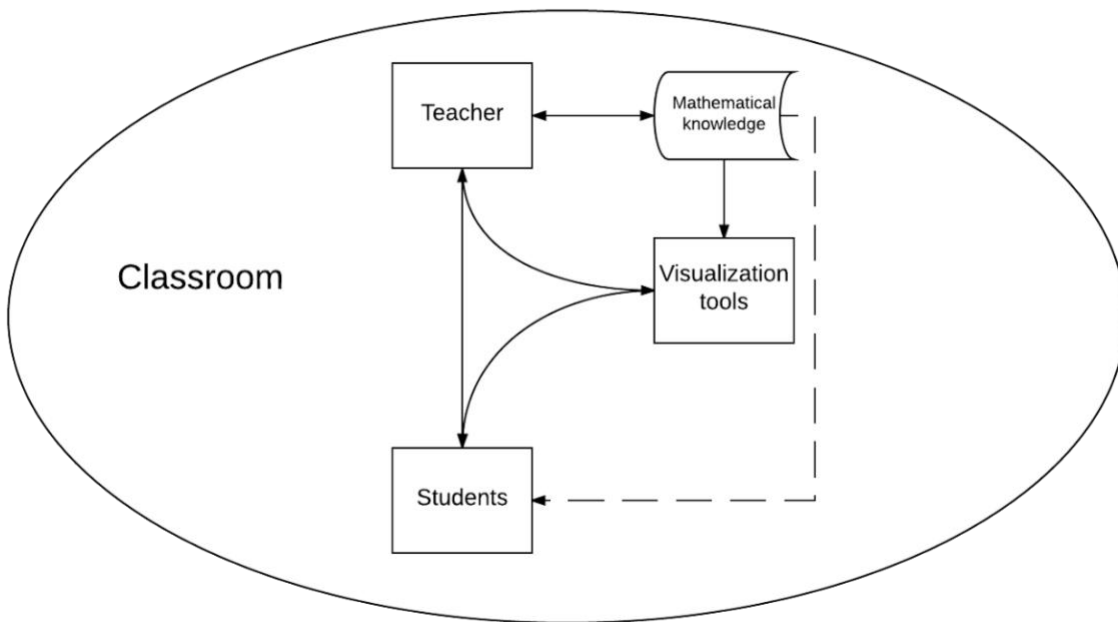 Teacher
Mathematical
knowledge
Classroom
Visualization
tools
Students